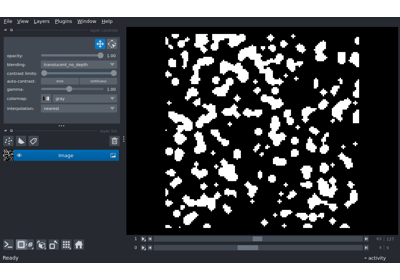 File View Layers Plugins Window Help
opacity: 1.00
blending: translucent_no_depth
contrast limits:
auto-contrast: once continuous
gamma: 1.00
colormap: gray
interpolation: nearest
Image
1
0
Ready
activity